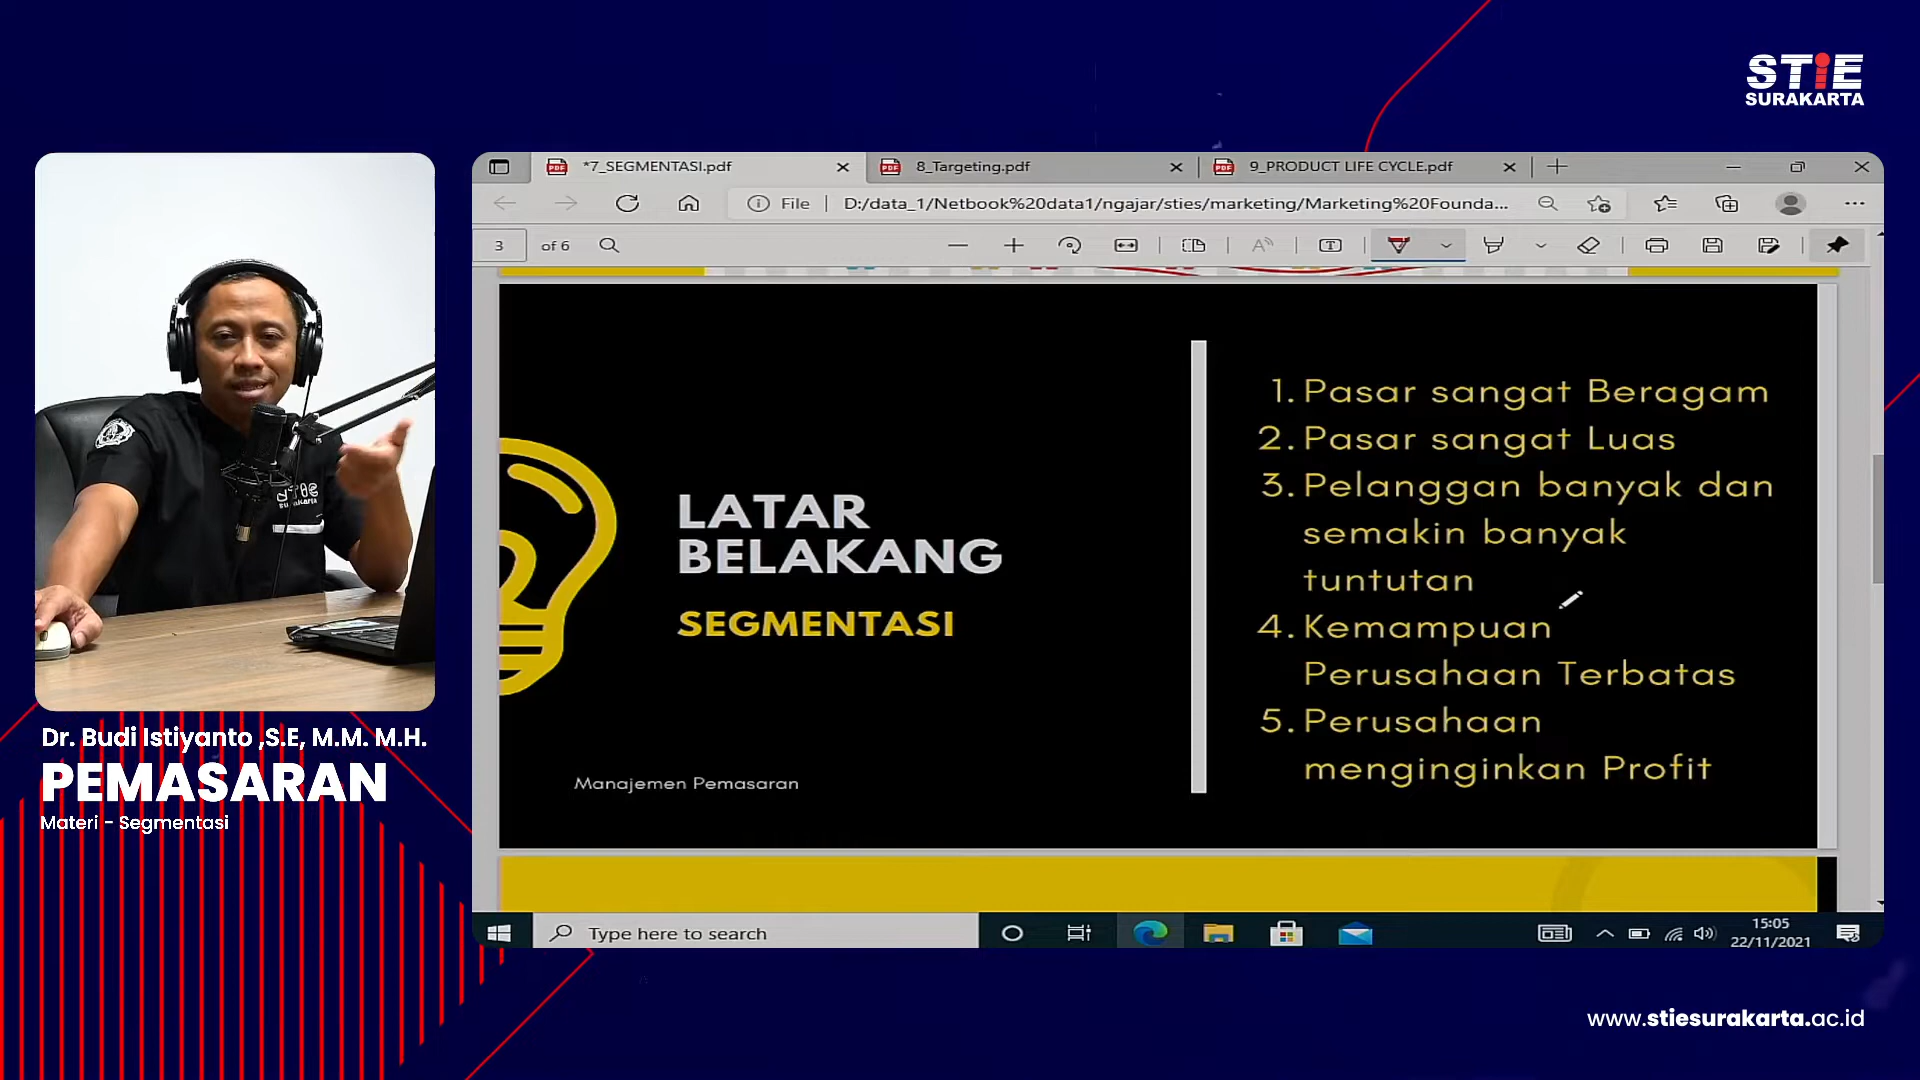 STiE
SURAKARTA
*7_SEGMENTASI.pdf
8_Targeting.pdf
9_PRODUCT LIFE CYCLE.pdf
File
D:/data_1/Netbook%20data1/ngajar/sties/marketing/Marketing%20Founda...
3 of 6
LATAR
BELAKANG
SEGMENTASI
Manajemen Pemasaran
1. Pasar sangat Beragam
2. Pasar sangat Luas
3. Pelanggan banyak dan
semakin banyak
tuntutan
4. Kemampuan
Perusahaan Terbatas
5. Perusahaan
menginginkan Profit
Dr. Budi Istiyanto ,S.E, M.M. M.H.
PEMASARAN
Materi - Segmentasi
Type here to search
15:05
22/11/2021
www.stiesurakarta.ac.id